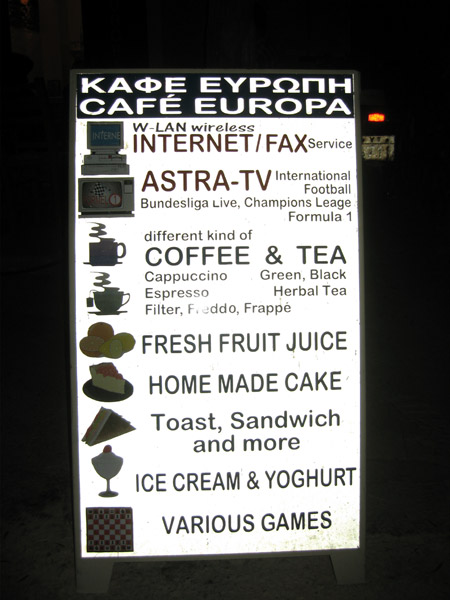 ΚΑΦΕ ΕΥΡΩΠΗ
CAFÉ EUROPA
INTERNE
W-LAN wireless
INTERNET/FAX Service
ASTRA-TV International
Football
Bundesliga Live, Champions Leage
Formula 1
different kind of
COFFEE & TEA
Cappuccino Green, Black
Espresso Herbal Tea
Filter, Freddo, Frappé
FRESH FRUIT JUICE
HOME MADE CAKE
Toast, Sandwich
and more
ICE CREAM & YOGHURT
VARIOUS GAMES